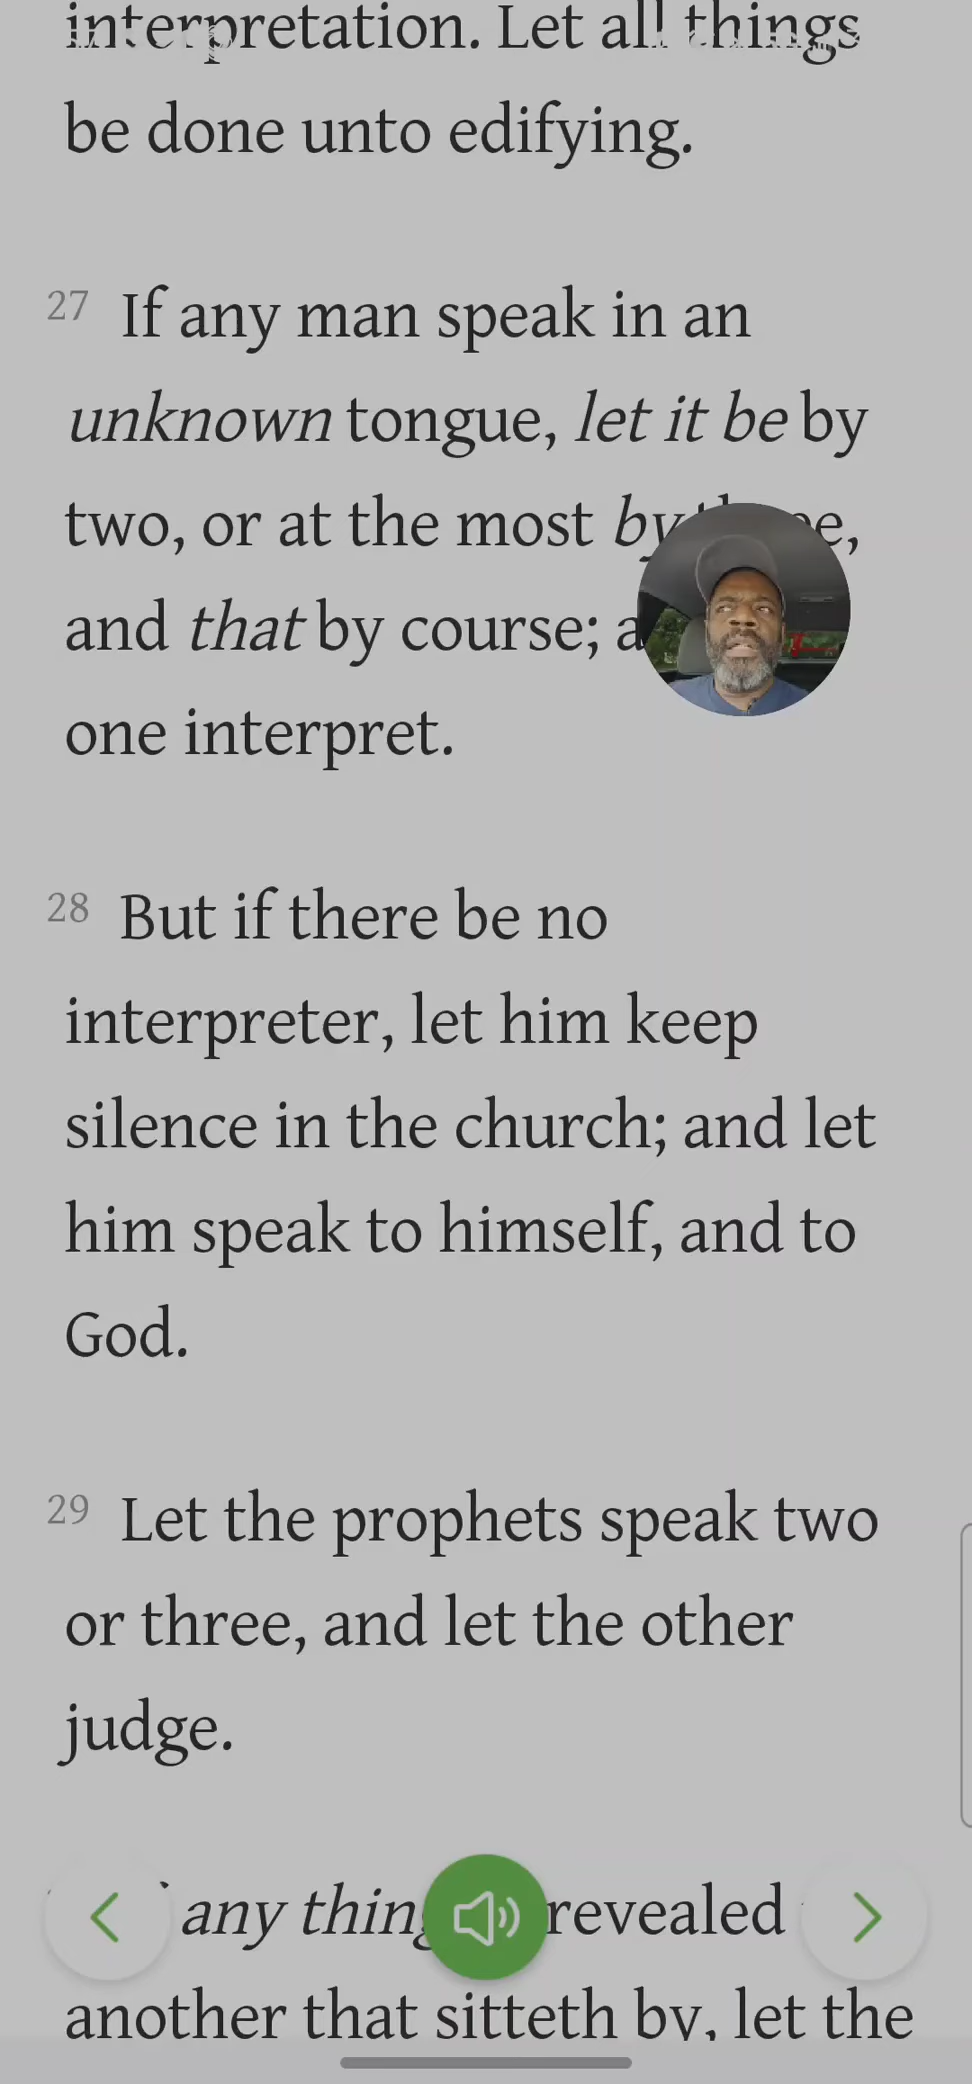 interpretation. Let all things
be done unto edifying.
27 If any man speak in an
unknown tongue, let it be by
two, or at the most by
and that by course;
one interpret.
28 But if there be no
interpreter, let him keep
silence in the church; and let
him speak to himself, and to
God.
29 Let the prophets speak two
or three, and let the other
judge.
any thing revealed
another that sitteth by, let the